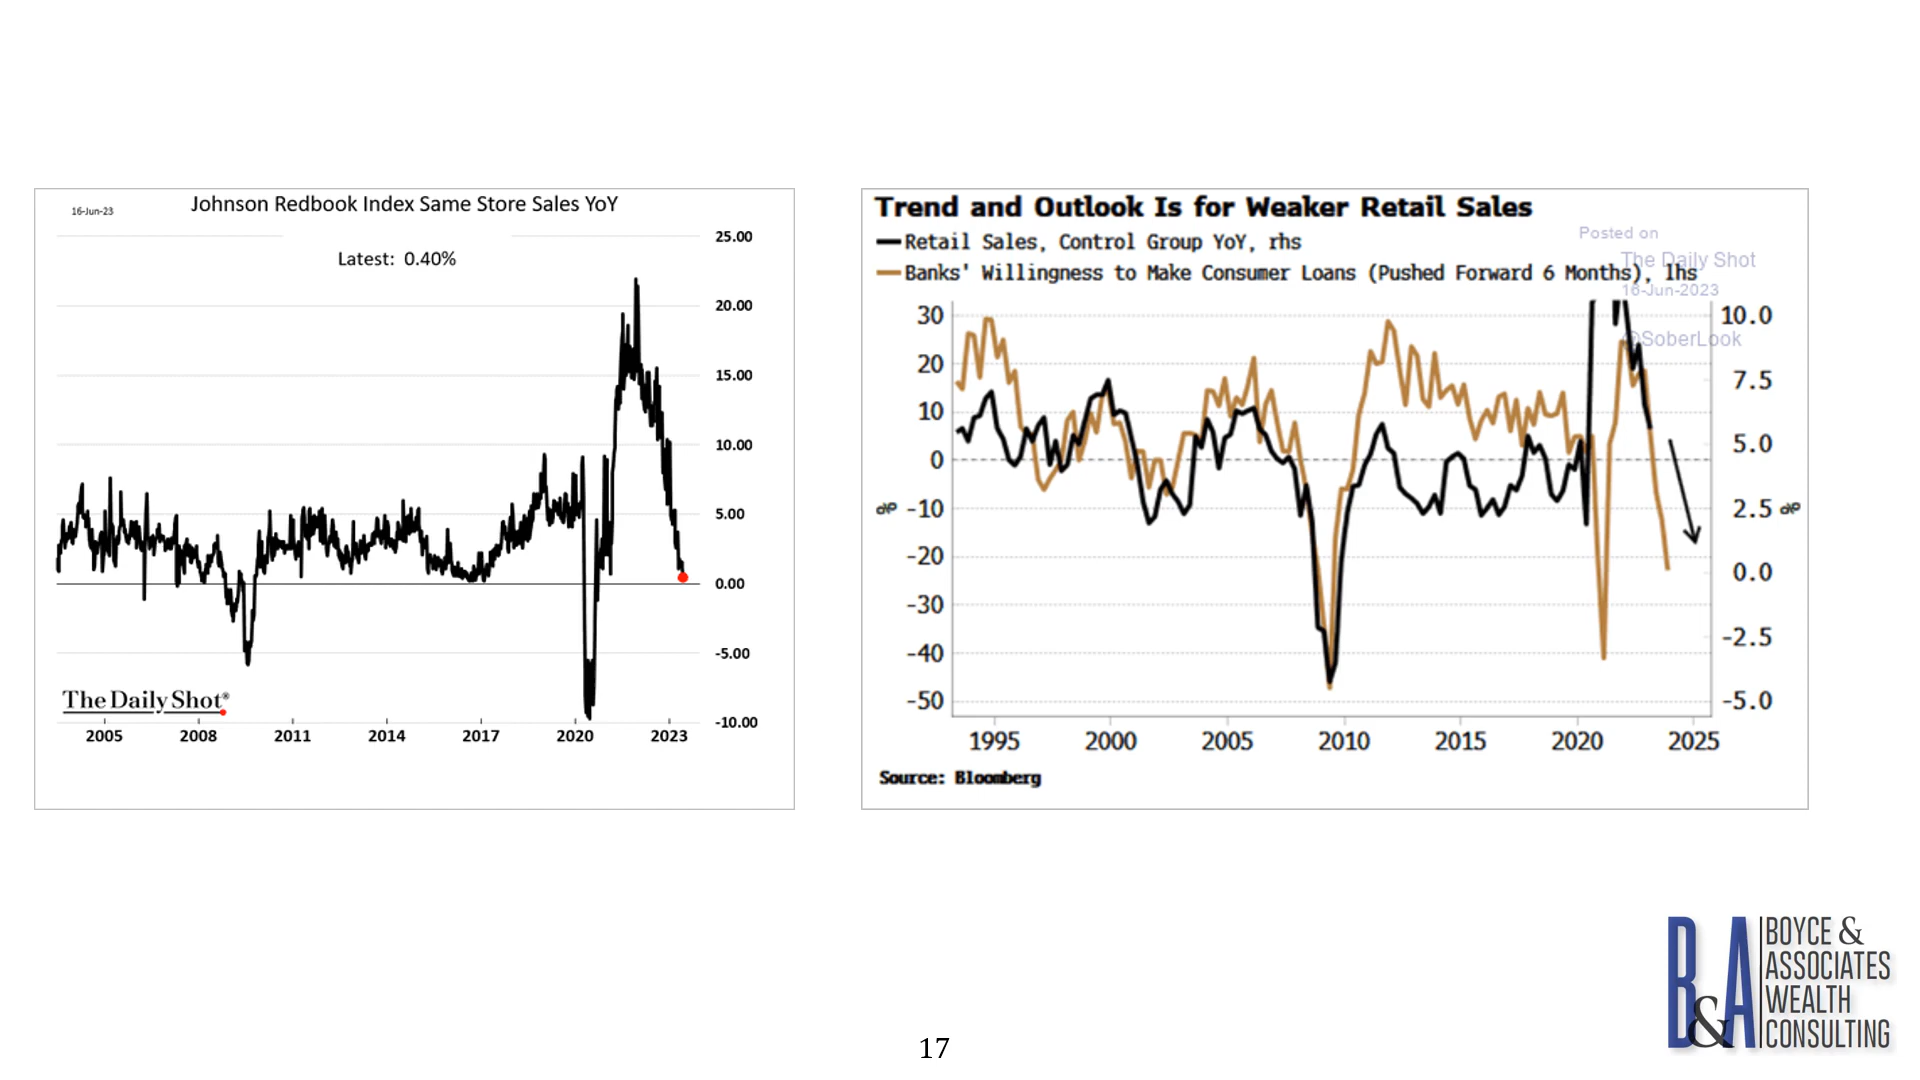 Johnson Redbook Index Same Store Sales YoY
16-Jun-23
Latest: 0.40%
25.00
20.00
15.00
10.00
5.00
0.00
-5.00
-10.00
The Daily Shot®
2005 2008 2011 2014 2017 2020 2023
Trend and Outlook Is for Weaker Retail Sales
Retail Sales, Control Group YoY, rhs
Banks' Willingness to Make Consumer Loans (Pushed Forward 6 Months), lhs
Posted on
The Daily Shot
16-Jun-2023
@SoberLook
30 10.0
20 7.5
10 5.0
0
% -10 2.5 %
-20 0.0
-30
-40 -2.5
-50 -5.0
1995 2000 2005 2010 2015 2020 2025
Source: Bloomberg
B&A
BOYCE &
ASSOCIATES
WEALTH
CONSULTING
17